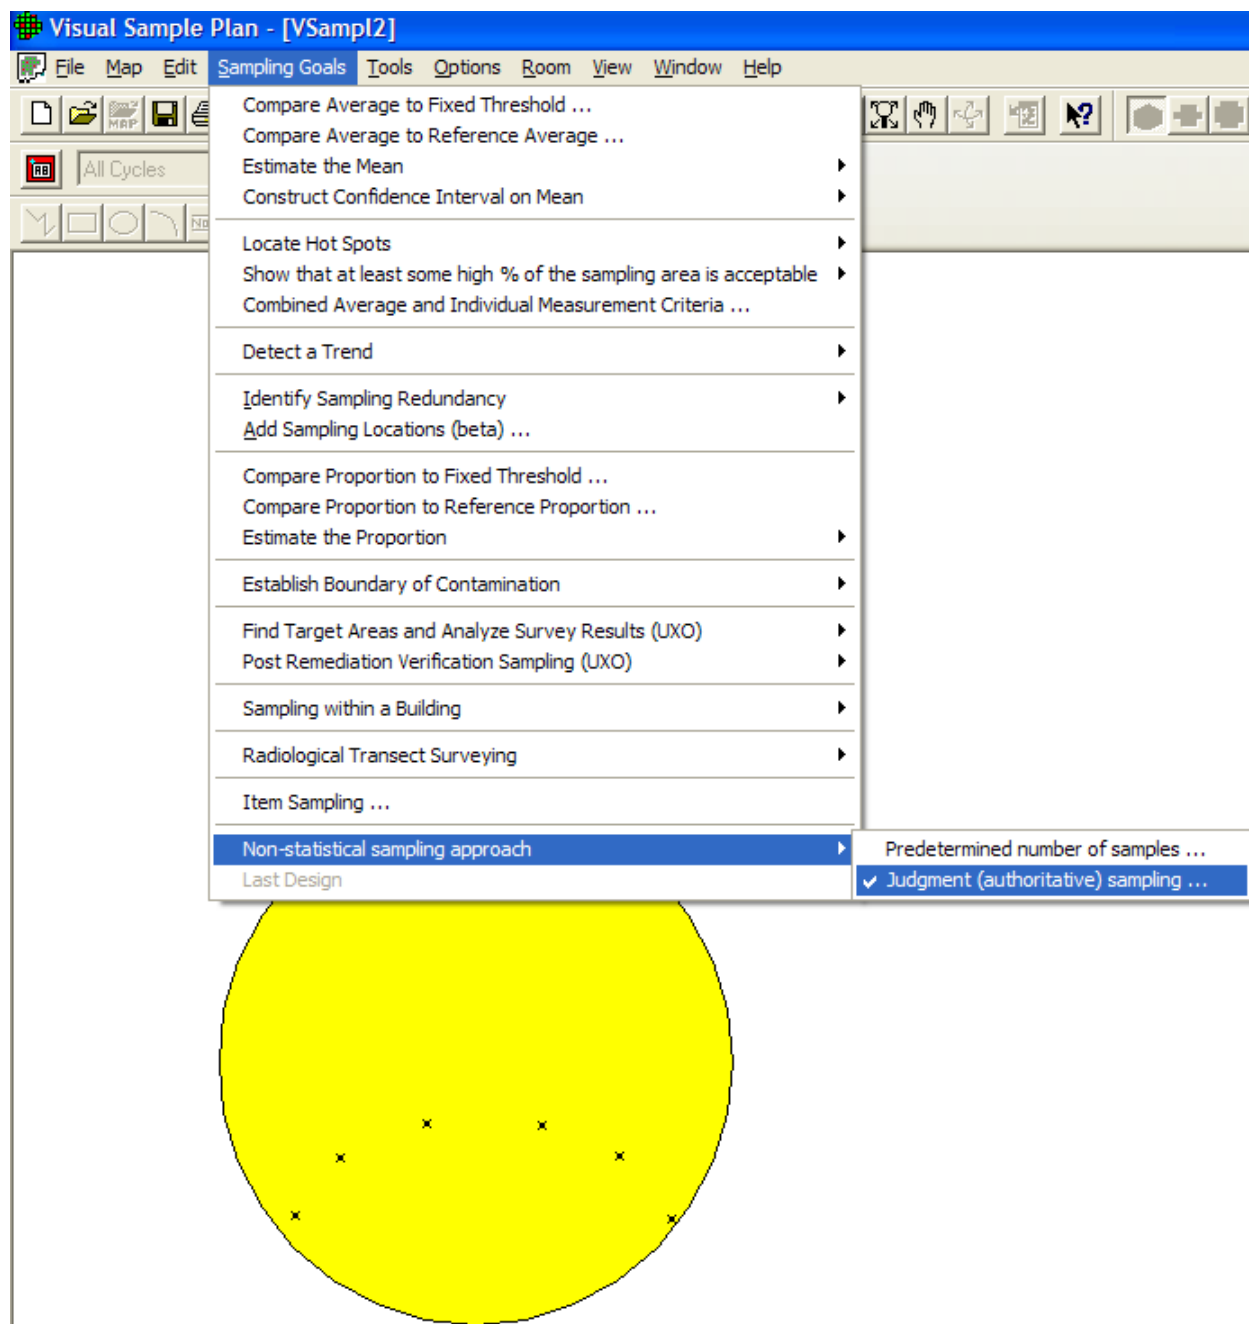 Visual Sample Plan - [VSampl2]
File Map Edit Sampling Goals Tools Options Room View Window Help
MAP
All Cycles
Compare Average to Fixed Threshold ...
Compare Average to Reference Average ...
Estimate the Mean
Construct Confidence Interval on Mean
Locate Hot Spots
Show that at least some high % of the sampling area is acceptable
Combined Average and Individual Measurement Criteria ...
Detect a Trend
Identify Sampling Redundancy
Add Sampling Locations (beta) ...
Compare Proportion to Fixed Threshold ...
Compare Proportion to Reference Proportion ...
Estimate the Proportion
Establish Boundary of Contamination
Find Target Areas and Analyze Survey Results (UXO)
Post Remediation Verification Sampling (UXO)
Sampling within a Building
Radiological Transect Surveying
Item Sampling ...
Non-statistical sampling approach
Predetermined number of samples ...
Last Design
Judgment (authoritative) sampling ...